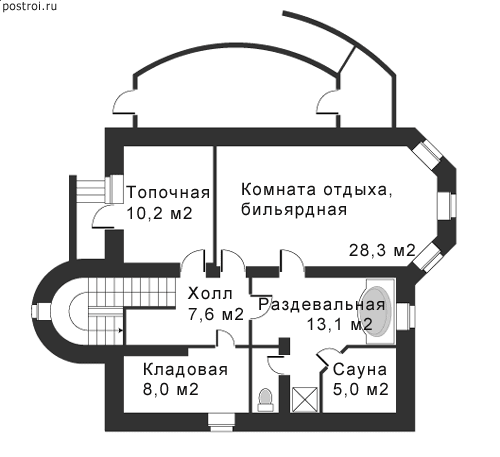 postroi.ru
Топочная
10,2 м2
Комната отдыха,
бильярдная
28,3 м2
Холл
7,6 м2
Раздевальная
13,1 м2
Кладовая
8,0 м2
Сауна
5,0 м2